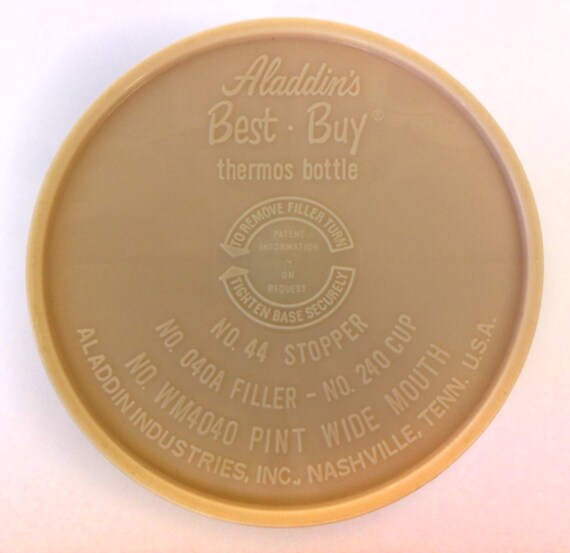 Aladdin's
Best · Buy®
thermos bottle
TO REMOVE FILLER TURN
PATENT
INFORMATION
ON
REQUEST
TIGHTEN BASE SECURELY
NO. 44 STOPPER
NO. 040A FILLER - NO. 240 CUP
NO. WM4040 PINT WIDE MOUTH
ALADDIN INDUSTRIES, INC., NASHVILLE, TENN. U.S.A.